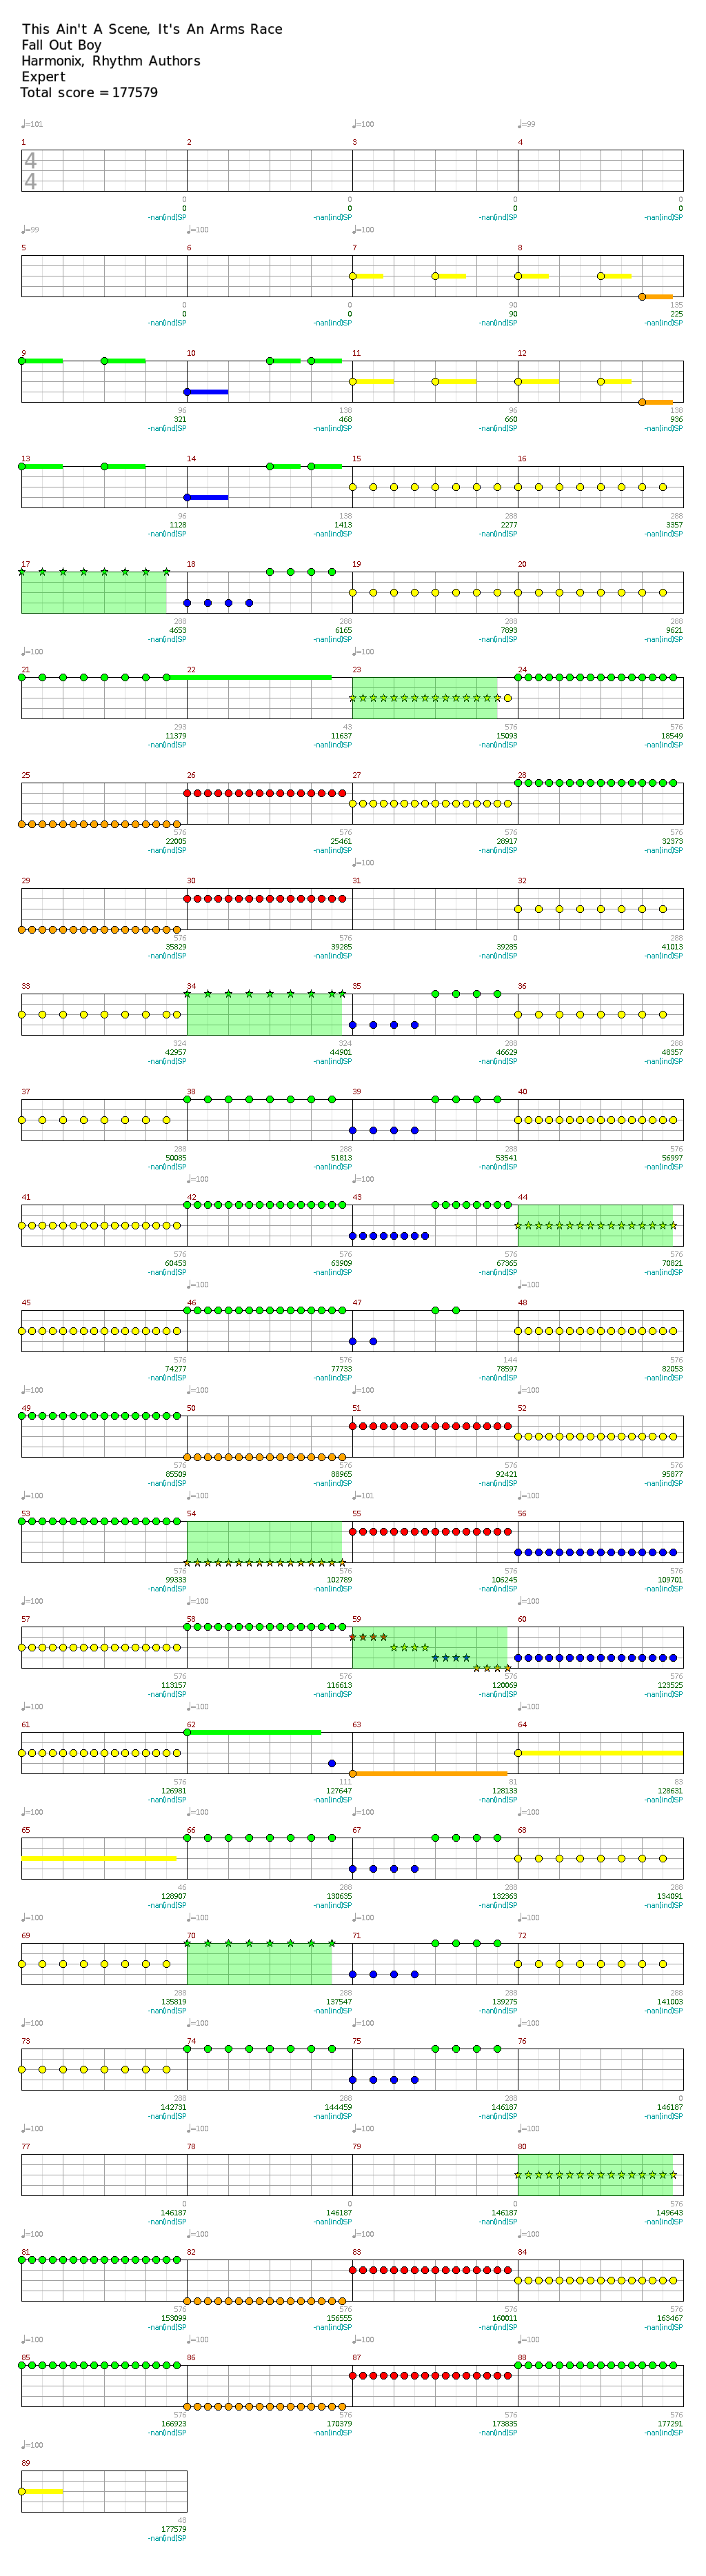 This Ain't A Scene, It's An Arms Race
Fall Out Boy
Harmonix, Rhythm Authors
Expert
Total score = 177579
♩=101 ♩=100 ♩=99
1 2 3 4
4
4
0 0 0 0
0 0 0 0
-nan(ind)SP -nan(ind)SP -nan(ind)SP -nan(ind)SP
♩=99 ♩=100 ♩=100
5 6 7 8
0 0 90 135
0 0 90 225
-nan(ind)SP -nan(ind)SP -nan(ind)SP -nan(ind)SP
9 10 11 12
96 138 96 138
321 468 660 936
-nan(ind)SP -nan(ind)SP -nan(ind)SP -nan(ind)SP
13 14 15 16
96 138 288 288
1128 1413 2277 3357
-nan(ind)SP -nan(ind)SP -nan(ind)SP -nan(ind)SP
17 18 19 20
288 288 288 288
4653 6165 7893 9621
-nan(ind)SP -nan(ind)SP -nan(ind)SP -nan(ind)SP
♩=100 ♩=100
21 22 23 24
293 43 576 576
11379 11637 15093 18549
-nan(ind)SP -nan(ind)SP -nan(ind)SP -nan(ind)SP
25 26 27 28
576 576 576 576
22005 25461 28917 32373
-nan(ind)SP -nan(ind)SP -nan(ind)SP -nan(ind)SP
♩=100
29 30 31 32
576 576 0 288
35829 39285 39285 41013
-nan(ind)SP -nan(ind)SP -nan(ind)SP -nan(ind)SP
33 34 35 36
324 324 288 288
42957 44901 46629 48357
-nan(ind)SP -nan(ind)SP -nan(ind)SP -nan(ind)SP
37 38 39 40
288 288 288 576
50085 51813 53541 56997
-nan(ind)SP -nan(ind)SP -nan(ind)SP -nan(ind)SP
♩=100 ♩=100
41 42 43 44
576 576 576 576
60453 63909 67365 70821
-nan(ind)SP -nan(ind)SP -nan(ind)SP -nan(ind)SP
♩=100 ♩=100
45 46 47 48
576 576 144 576
74277 77733 78597 82053
-nan(ind)SP -nan(ind)SP -nan(ind)SP -nan(ind)SP
♩=100 ♩=100 ♩=100 ♩=100
49 50 51 52
576 576 576 576
85509 88965 92421 95877
-nan(ind)SP -nan(ind)SP -nan(ind)SP -nan(ind)SP
♩=100 ♩=100 ♩=101 ♩=100
53 54 55 56
576 576 576 576
99333 102789 106245 109701
-nan(ind)SP -nan(ind)SP -nan(ind)SP -nan(ind)SP
♩=100 ♩=100 ♩=100 ♩=100
57 58 59 60
576 576 576 576
113157 116613 120069 123525
-nan(ind)SP -nan(ind)SP -nan(ind)SP -nan(ind)SP
♩=100 ♩=100 ♩=100 ♩=100
61 62 63 64
576 111 81 83
126981 127647 128133 128631
-nan(ind)SP -nan(ind)SP -nan(ind)SP -nan(ind)SP
♩=100 ♩=100 ♩=100 ♩=100
65 66 67 68
46 288 288 288
128907 130635 132363 134091
-nan(ind)SP -nan(ind)SP -nan(ind)SP -nan(ind)SP
♩=100 ♩=100 ♩=100 ♩=100
69 70 71 72
288 288 288 288
135819 137547 139275 141003
-nan(ind)SP -nan(ind)SP -nan(ind)SP -nan(ind)SP
♩=100 ♩=100 ♩=100 ♩=100
73 74 75 76
288 288 288 0
142731 144459 146187 146187
-nan(ind)SP -nan(ind)SP -nan(ind)SP -nan(ind)SP
♩=100 ♩=100 ♩=100 ♩=100
77 78 79 80
0 0 0 576
146187 146187 146187 149643
-nan(ind)SP -nan(ind)SP -nan(ind)SP -nan(ind)SP
♩=100 ♩=100 ♩=100 ♩=100
81 82 83 84
576 576 576 576
153099 156555 160011 163467
-nan(ind)SP -nan(ind)SP -nan(ind)SP -nan(ind)SP
♩=100 ♩=100 ♩=100 ♩=100
85 86 87 88
576 576 576 576
166923 170379 173835 177291
-nan(ind)SP -nan(ind)SP -nan(ind)SP -nan(ind)SP
♩=100
89
48
177579
-nan(ind)SP